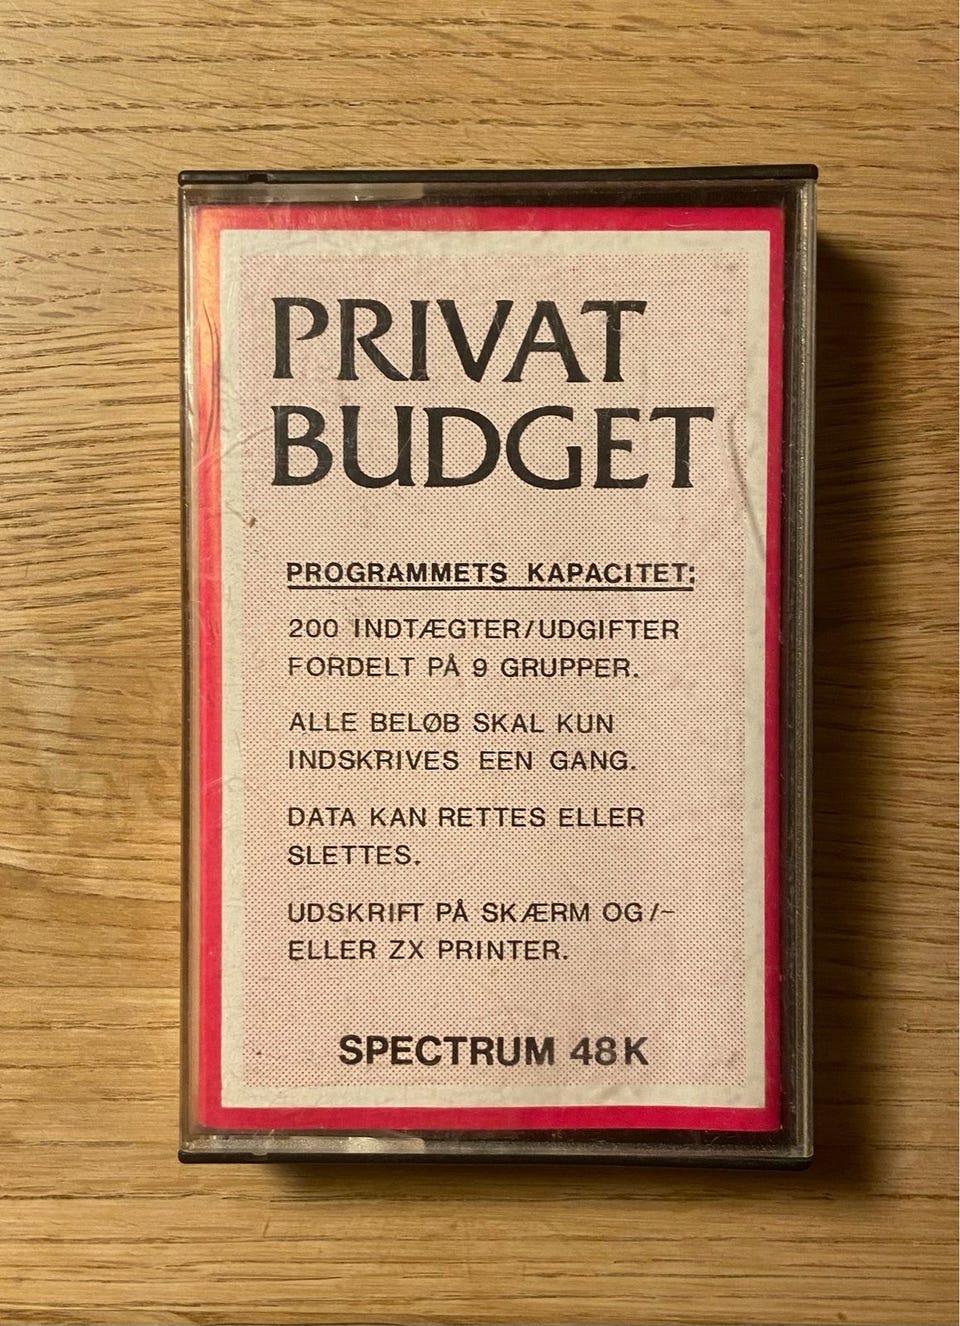 PRIVAT
BUDGET
PROGRAMMETS KAPACITET:
200 INDTÆGTER/UDGIFTER
FORDELT PÅ 9 GRUPPER.
ALLE BELØB SKAL KUN
INDSKRIVES EEN GANG.
DATA KAN RETTES ELLER
SLETTES.
UDSKRIFT PÅ SKÆRM OG/-
ELLER ZX PRINTER.
SPECTRUM 48K